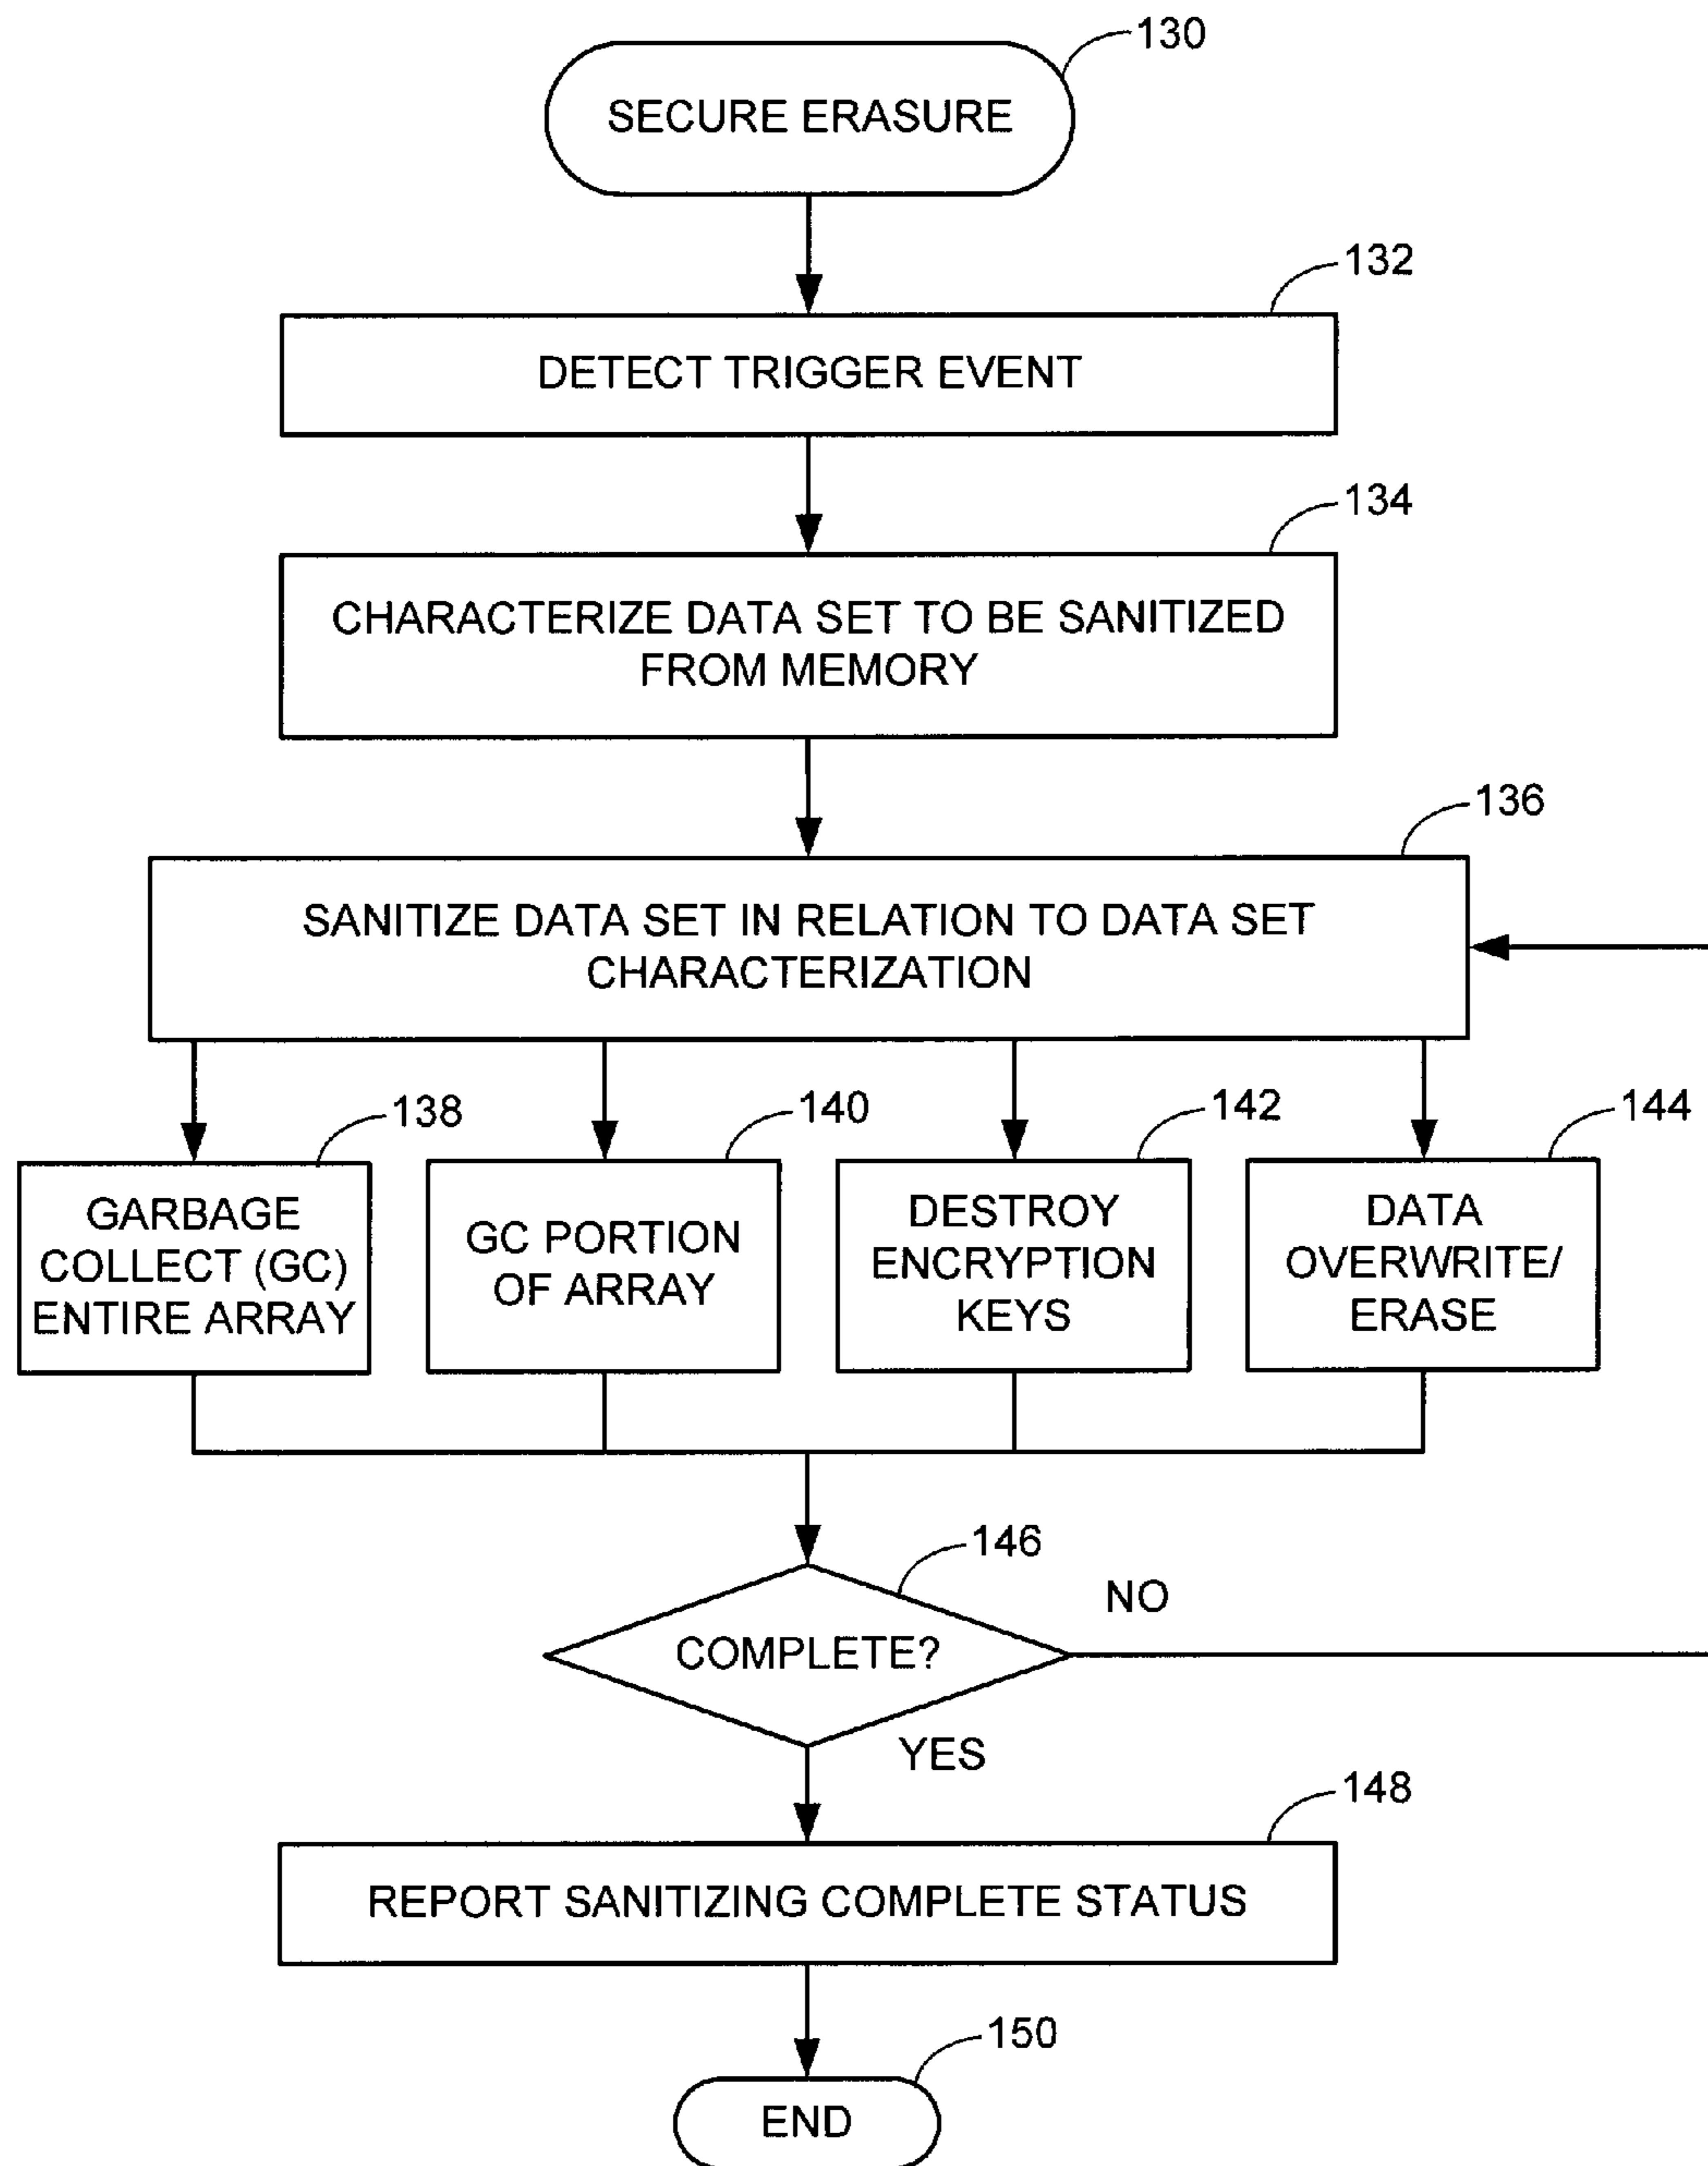 130
SECURE ERASURE
132
DETECT TRIGGER EVENT
134
CHARACTERIZE DATA SET TO BE SANITIZED
FROM MEMORY
136
SANITIZE DATA SET IN RELATION TO DATA SET
CHARACTERIZATION
138
GARBAGE
COLLECT (GC)
ENTIRE ARRAY
140
GC PORTION
OF ARRAY
142
DESTROY
ENCRYPTION
KEYS
144
DATA
OVERWRITE/
ERASE
146
COMPLETE?
NO
YES
148
REPORT SANITIZING COMPLETE STATUS
150
END